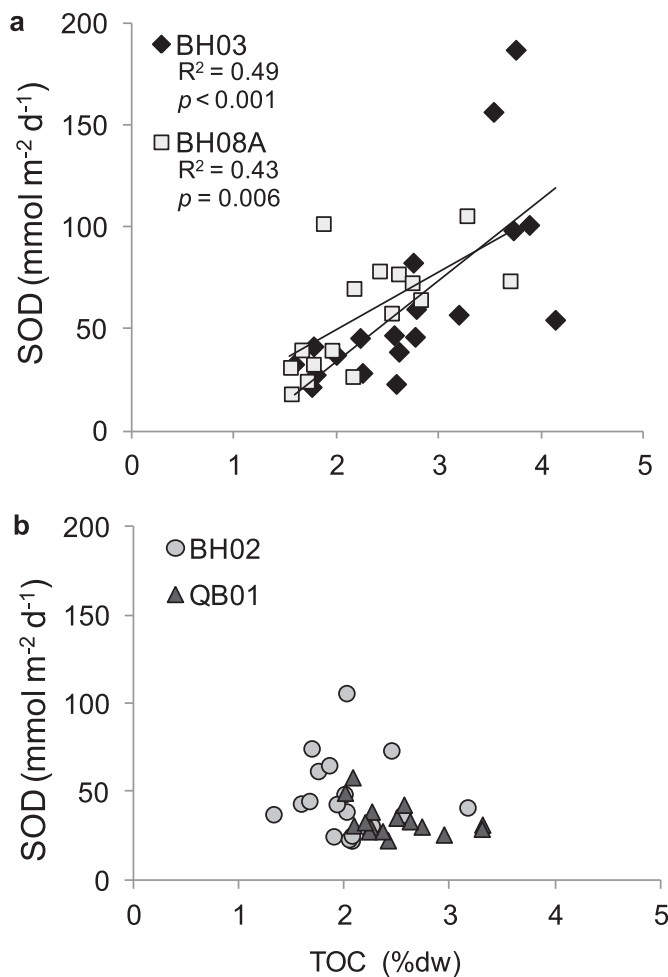 a
200
150
100
50
0
SOD (mmol m⁻² d⁻¹)
BH03
R² = 0.49
p < 0.001
BH08A
R² = 0.43
p = 0.006
0 1 2 3 4 5
b
200
150
100
50
0
SOD (mmol m⁻² d⁻¹)
BH02
QB01
0 1 2 3 4 5
TOC (%dw)